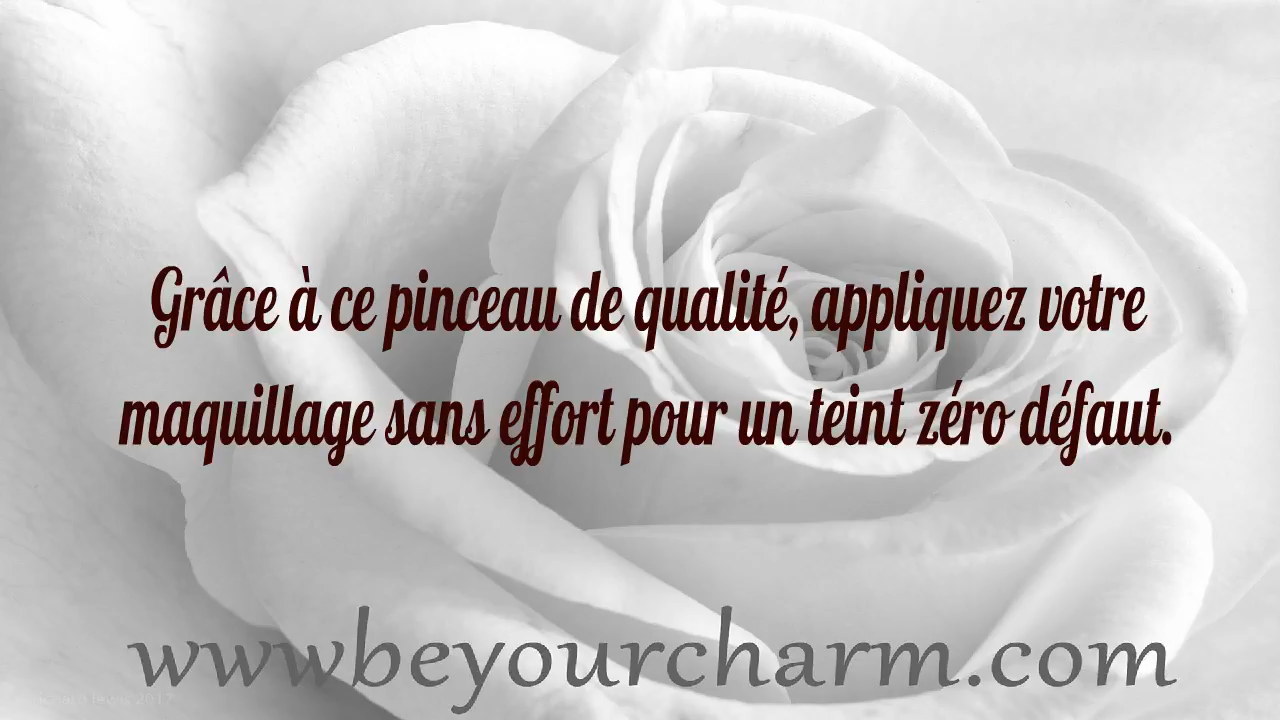 Grâce à ce pinceau de qualité, appliquez votre
maquillage sans effort pour un teint zéro défaut.
wwwbeyourcharm.com